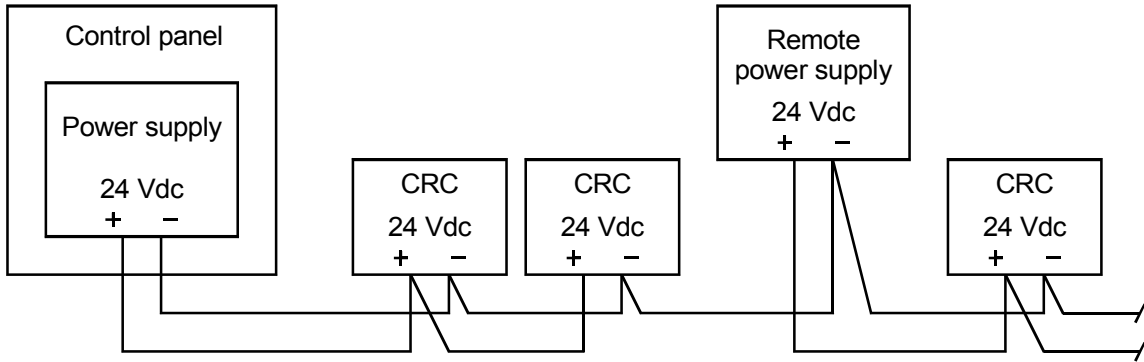 Control panel
Power supply
24 Vdc
+ −
Remote
power supply
24 Vdc
+ −
CRC
24 Vdc
+ −
CRC
24 Vdc
+ −
CRC
24 Vdc
+ −